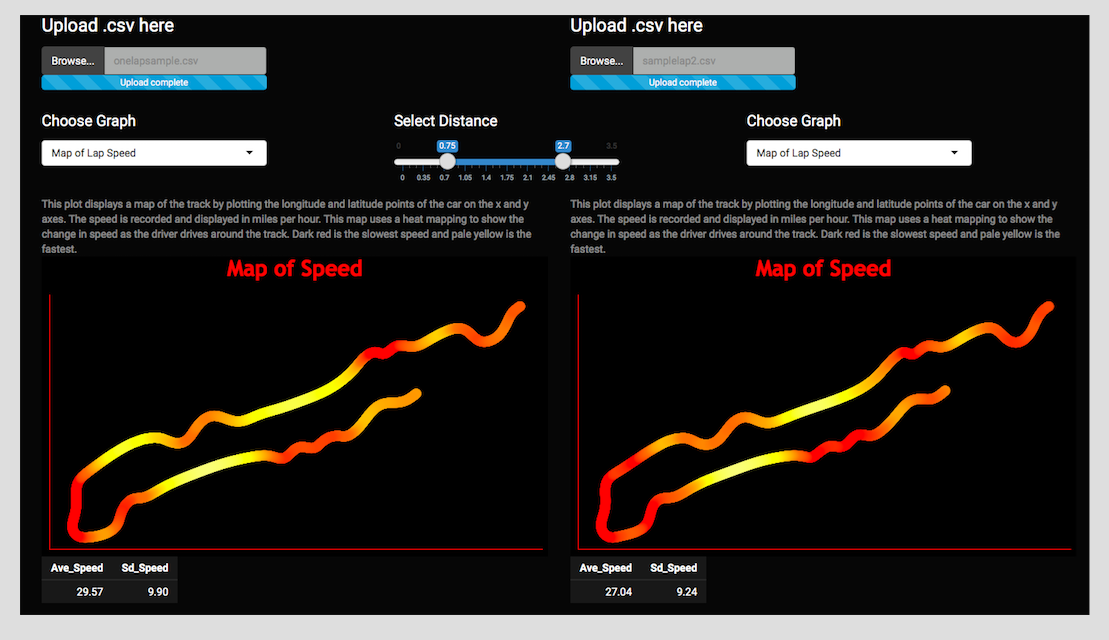 Upload .csv here
Browse... onelapsample.csv
Upload complete
Choose Graph
Map of Lap Speed
Select Distance
0 0.75 2.7 3.5
0 0.35 0.7 1.05 1.4 1.75 2.1 2.45 2.8 3.15 3.5
This plot displays a map of the track by plotting the longitude and latitude points of the car on the x and y
axes. The speed is recorded and displayed in miles per hour. This map uses a heat mapping to show the
change in speed as the driver drives around the track. Dark red is the slowest speed and pale yellow is the
fastest.
Map of Speed
Ave_Speed Sd_Speed
29.57 9.90
Upload .csv here
Browse... samplelap2.csv
Upload complete
Choose Graph
Map of Lap Speed
This plot displays a map of the track by plotting the longitude and latitude points of the car on the x and y
axes. The speed is recorded and displayed in miles per hour. This map uses a heat mapping to show the
change in speed as the driver drives around the track. Dark red is the slowest speed and pale yellow is the
fastest.
Map of Speed
Ave_Speed Sd_Speed
27.04 9.24